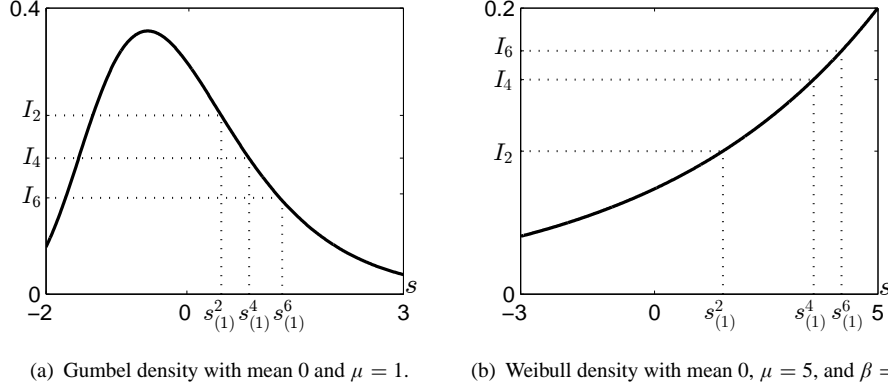 0.4
I₂
I₄
I₆
0
−2
0
s²₍₁₎
s⁴₍₁₎
s⁶₍₁₎
3
s
(a) Gumbel density with mean 0 and μ = 1.
0.2
I₆
I₄
I₂
0
−3
0
s²₍₁₎
s⁴₍₁₎
s⁶₍₁₎
5
s
(b) Weibull density with mean 0, μ = 5, and β =